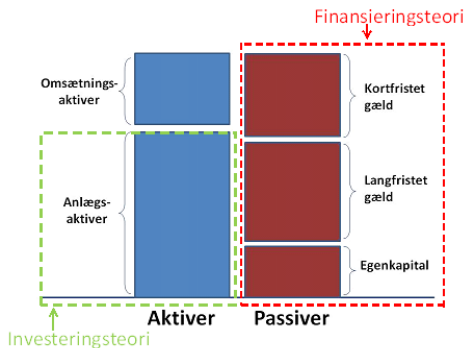 Finansieringsteori
Omsætnings-
aktiver
Kortfristet
gæld
Anlægs-
aktiver
Langfristet
gæld
Egenkapital
Aktiver
Passiver
Investeringsteori